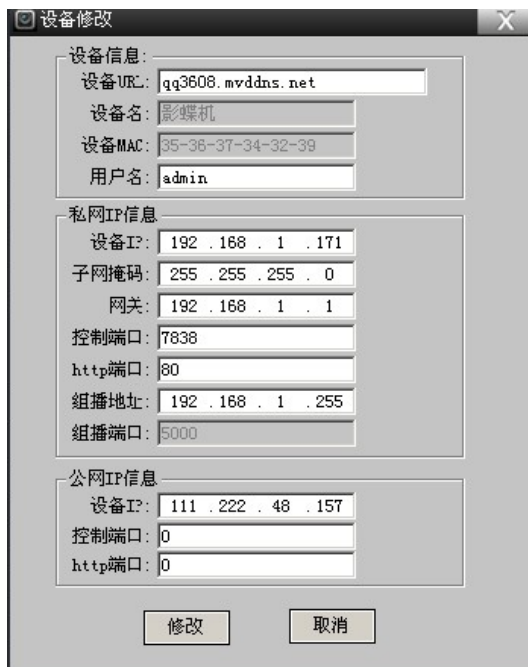 设备修改
X
设备信息:
设备URL: qq3608.mvddns.net
设备名: 影蝶机
设备MAC: 35-36-37-34-32-39
用户名: admin
私网IP信息
设备I?: 192 .168 . 1 .171
子网掩码: 255 .255 .255 . 0
网关: 192 .168 . 1 . 1
控制端口: 7838
http端口: 80
组播地址: 192 .168 . 1 .255
组播端口: 5000
公网IP信息
设备I?: 111 .222 . 48 .157
控制端口: 0
http端口: 0
修改 取消